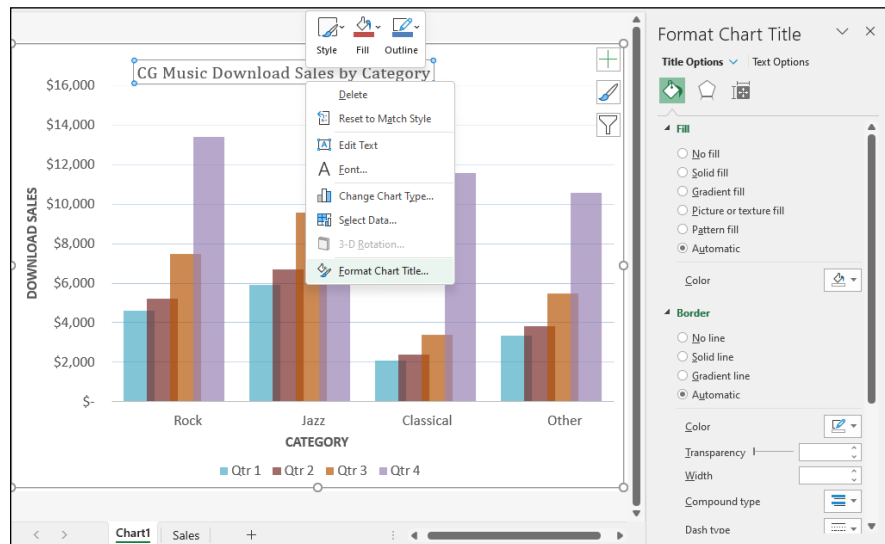 Style Fill Outline
CG Music Download Sales by Category
$16,000
$14,000
$12,000
$10,000
$8,000
$6,000
$4,000
$2,000
$-
DOWNLOAD SALES
Rock Jazz Classical Other
CATEGORY
Qtr 1 Qtr 2 Qtr 3 Qtr 4
Delete
Reset to Match Style
Edit Text
Font...
Change Chart Type...
Select Data...
3-D Rotation...
Format Chart Title...
Chart1 Sales
Format Chart Title
Title Options Text Options
Fill
No fill
Solid fill
Gradient fill
Picture or texture fill
Pattern fill
Automatic
Color
Border
No line
Solid line
Gradient line
Automatic
Color
Transparency
Width
Compound type
Dash type